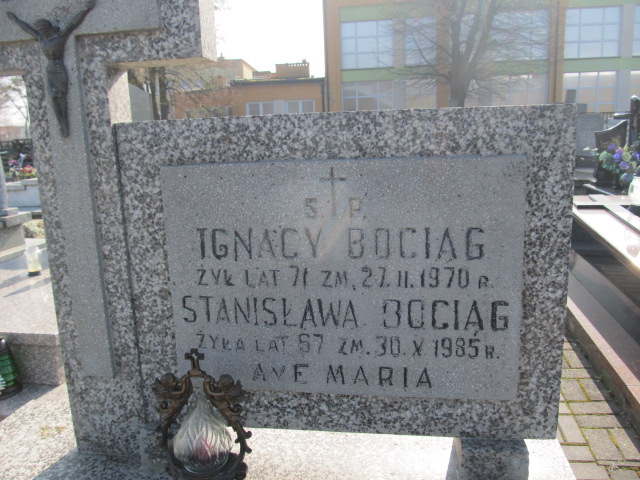 Ś.P.
IGNACY BOCIĄG
ŻYŁ LAT 71 ZM. 27.II.1970 R.
STANISŁAWA BOCIĄG
ŻYŁA LAT 67 ZM. 30.X 1985 R.
AVE MARIA